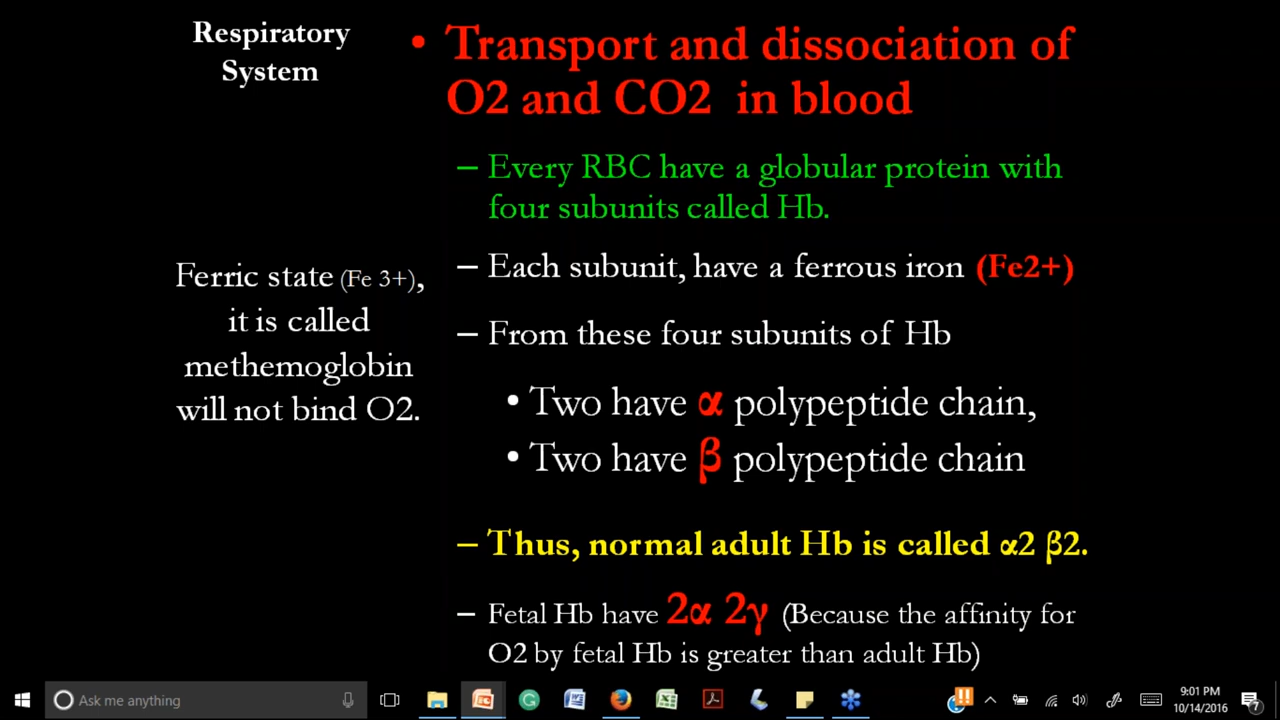 Respiratory
System
• Transport and dissociation of
O2 and CO2 in blood
– Every RBC have a globular protein with
four subunits called Hb.
– Each subunit, have a ferrous iron (Fe2+)
– From these four subunits of Hb
• Two have α polypeptide chain,
• Two have β polypeptide chain
– Thus, normal adult Hb is called α2 β2.
– Fetal Hb have 2α 2γ (Because the affinity for
O2 by fetal Hb is greater than adult Hb)
Ferric state (Fe 3+),
it is called
methemoglobin
will not bind O2.
Ask me anything
9:01 PM
10/14/2016
7